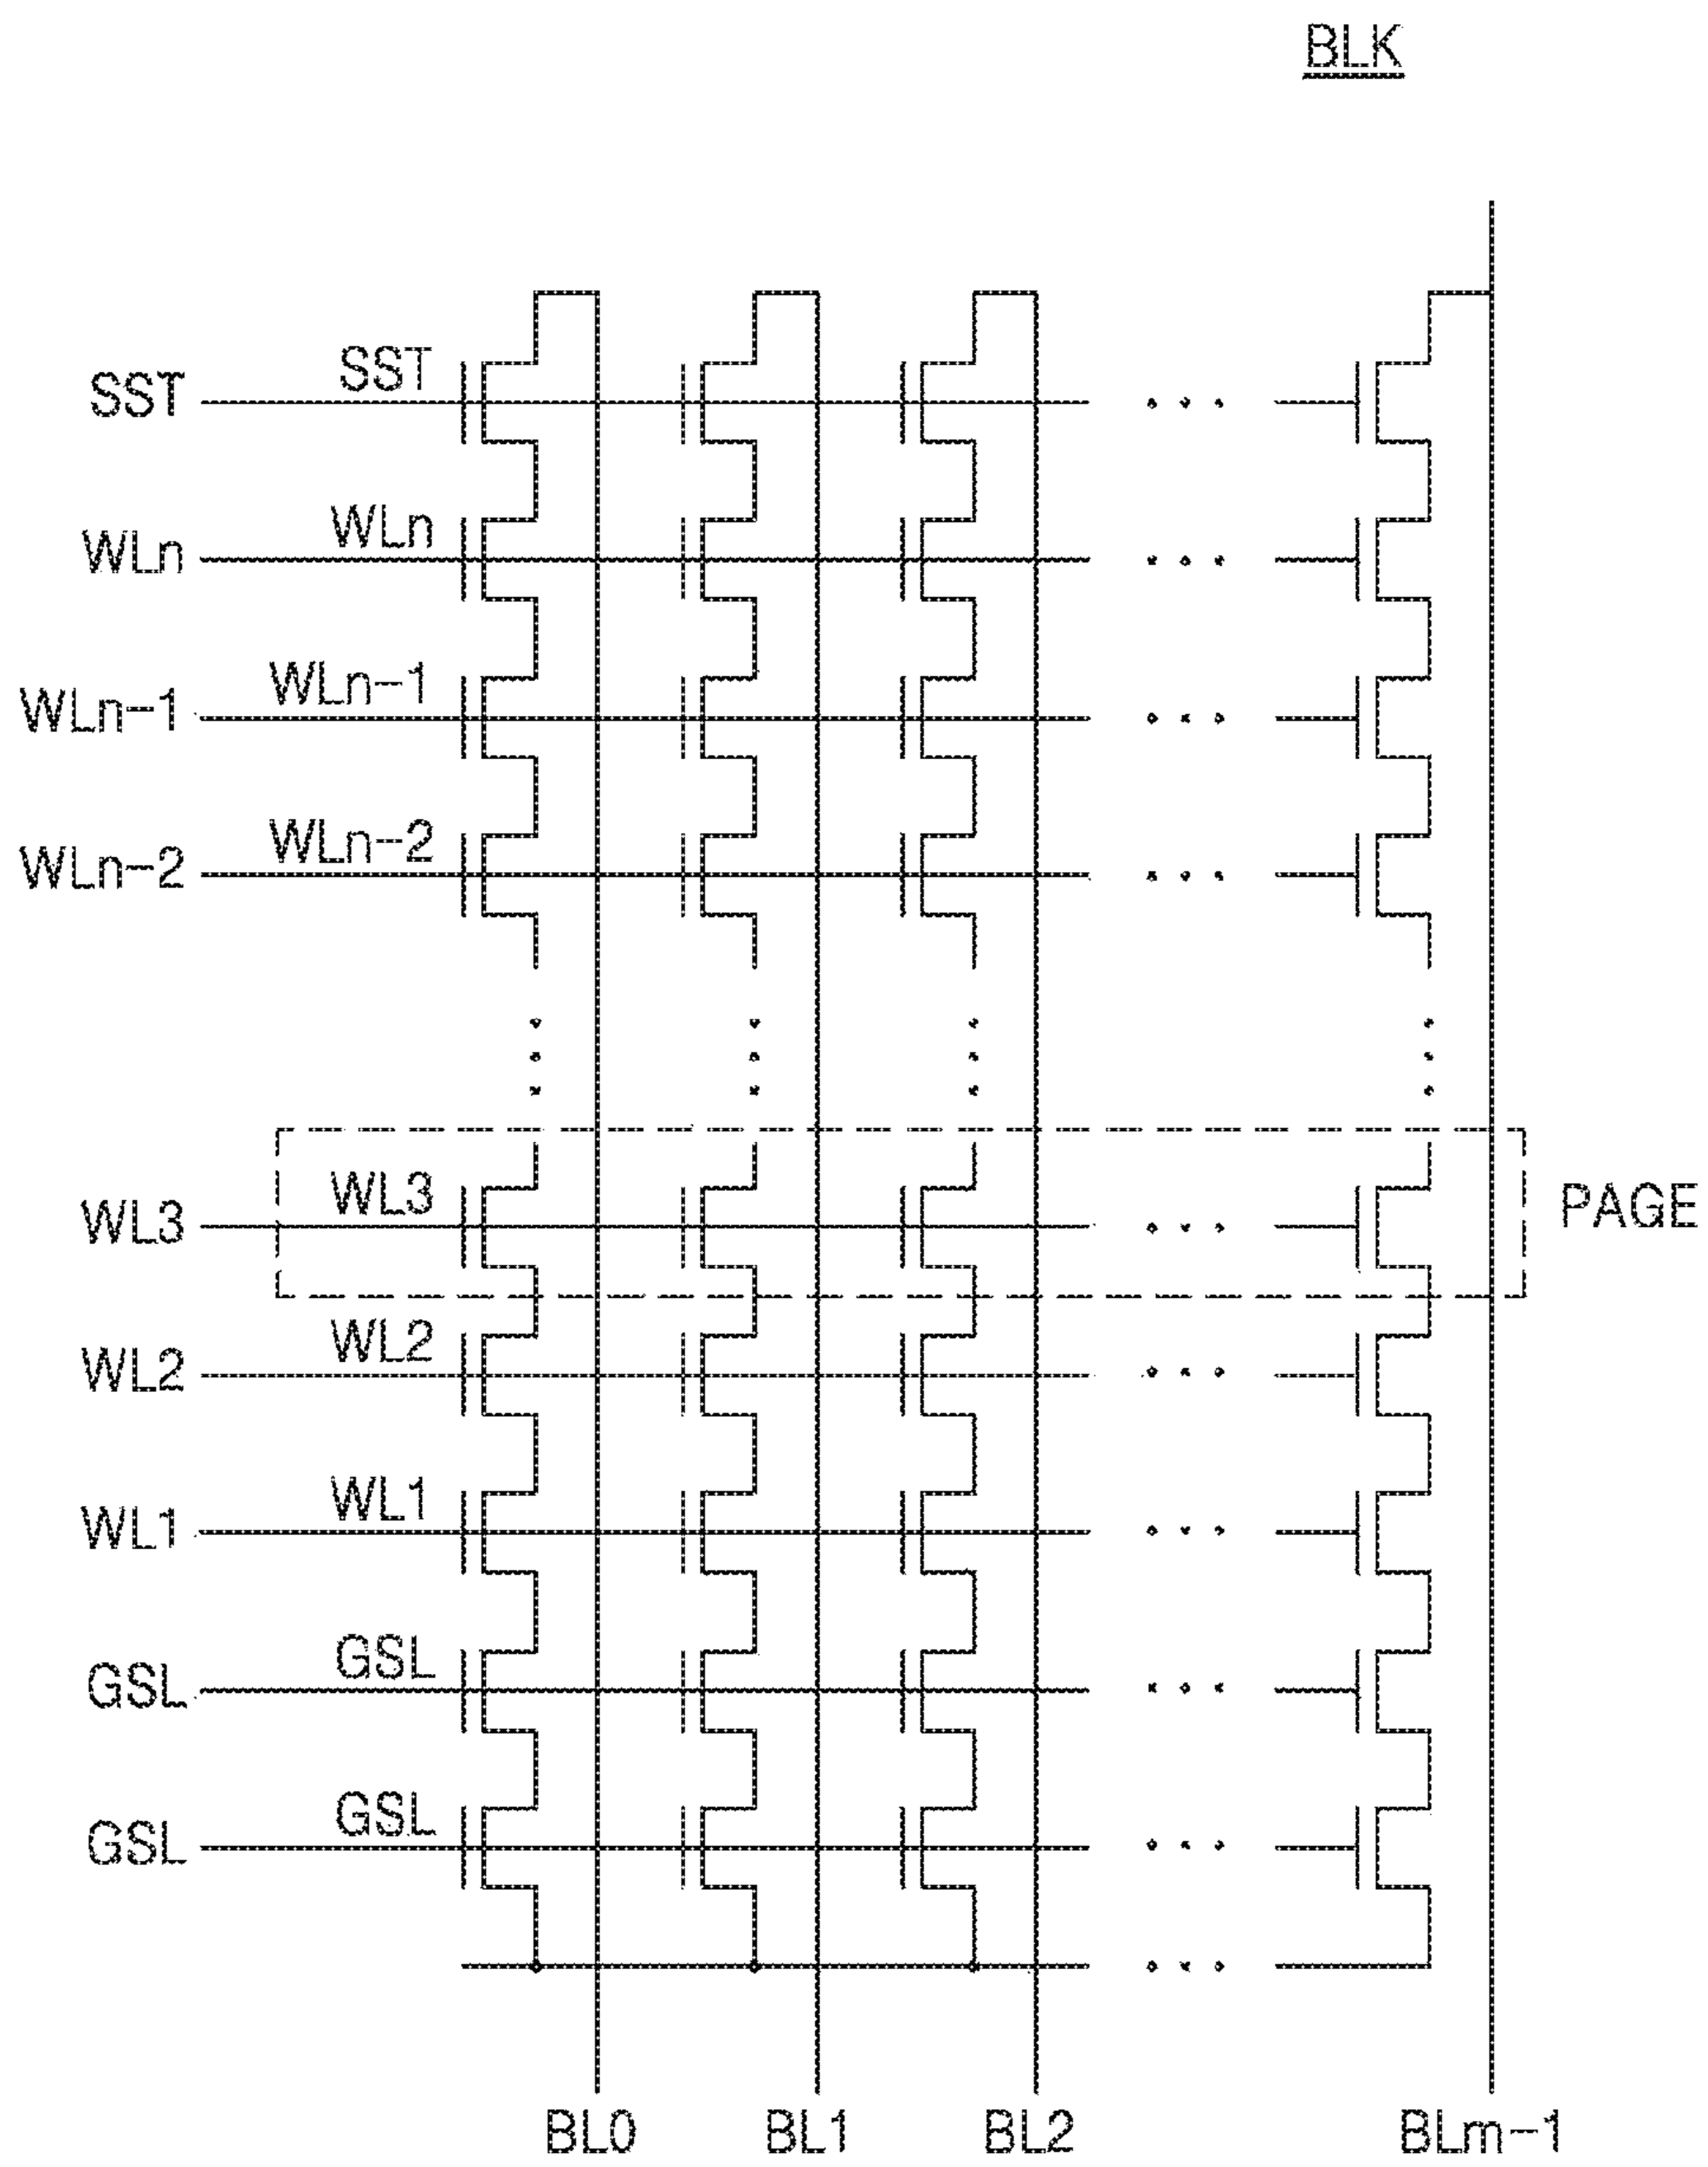 BLK
SST SST
WLn WLn
WLn-1 WLn-1
WLn-2 WLn-2
WL3 WL3 PAGE
WL2 WL2
WL1 WL1
GSL GSL
GSL GSL
BL0 BL1 BL2 BLm-1